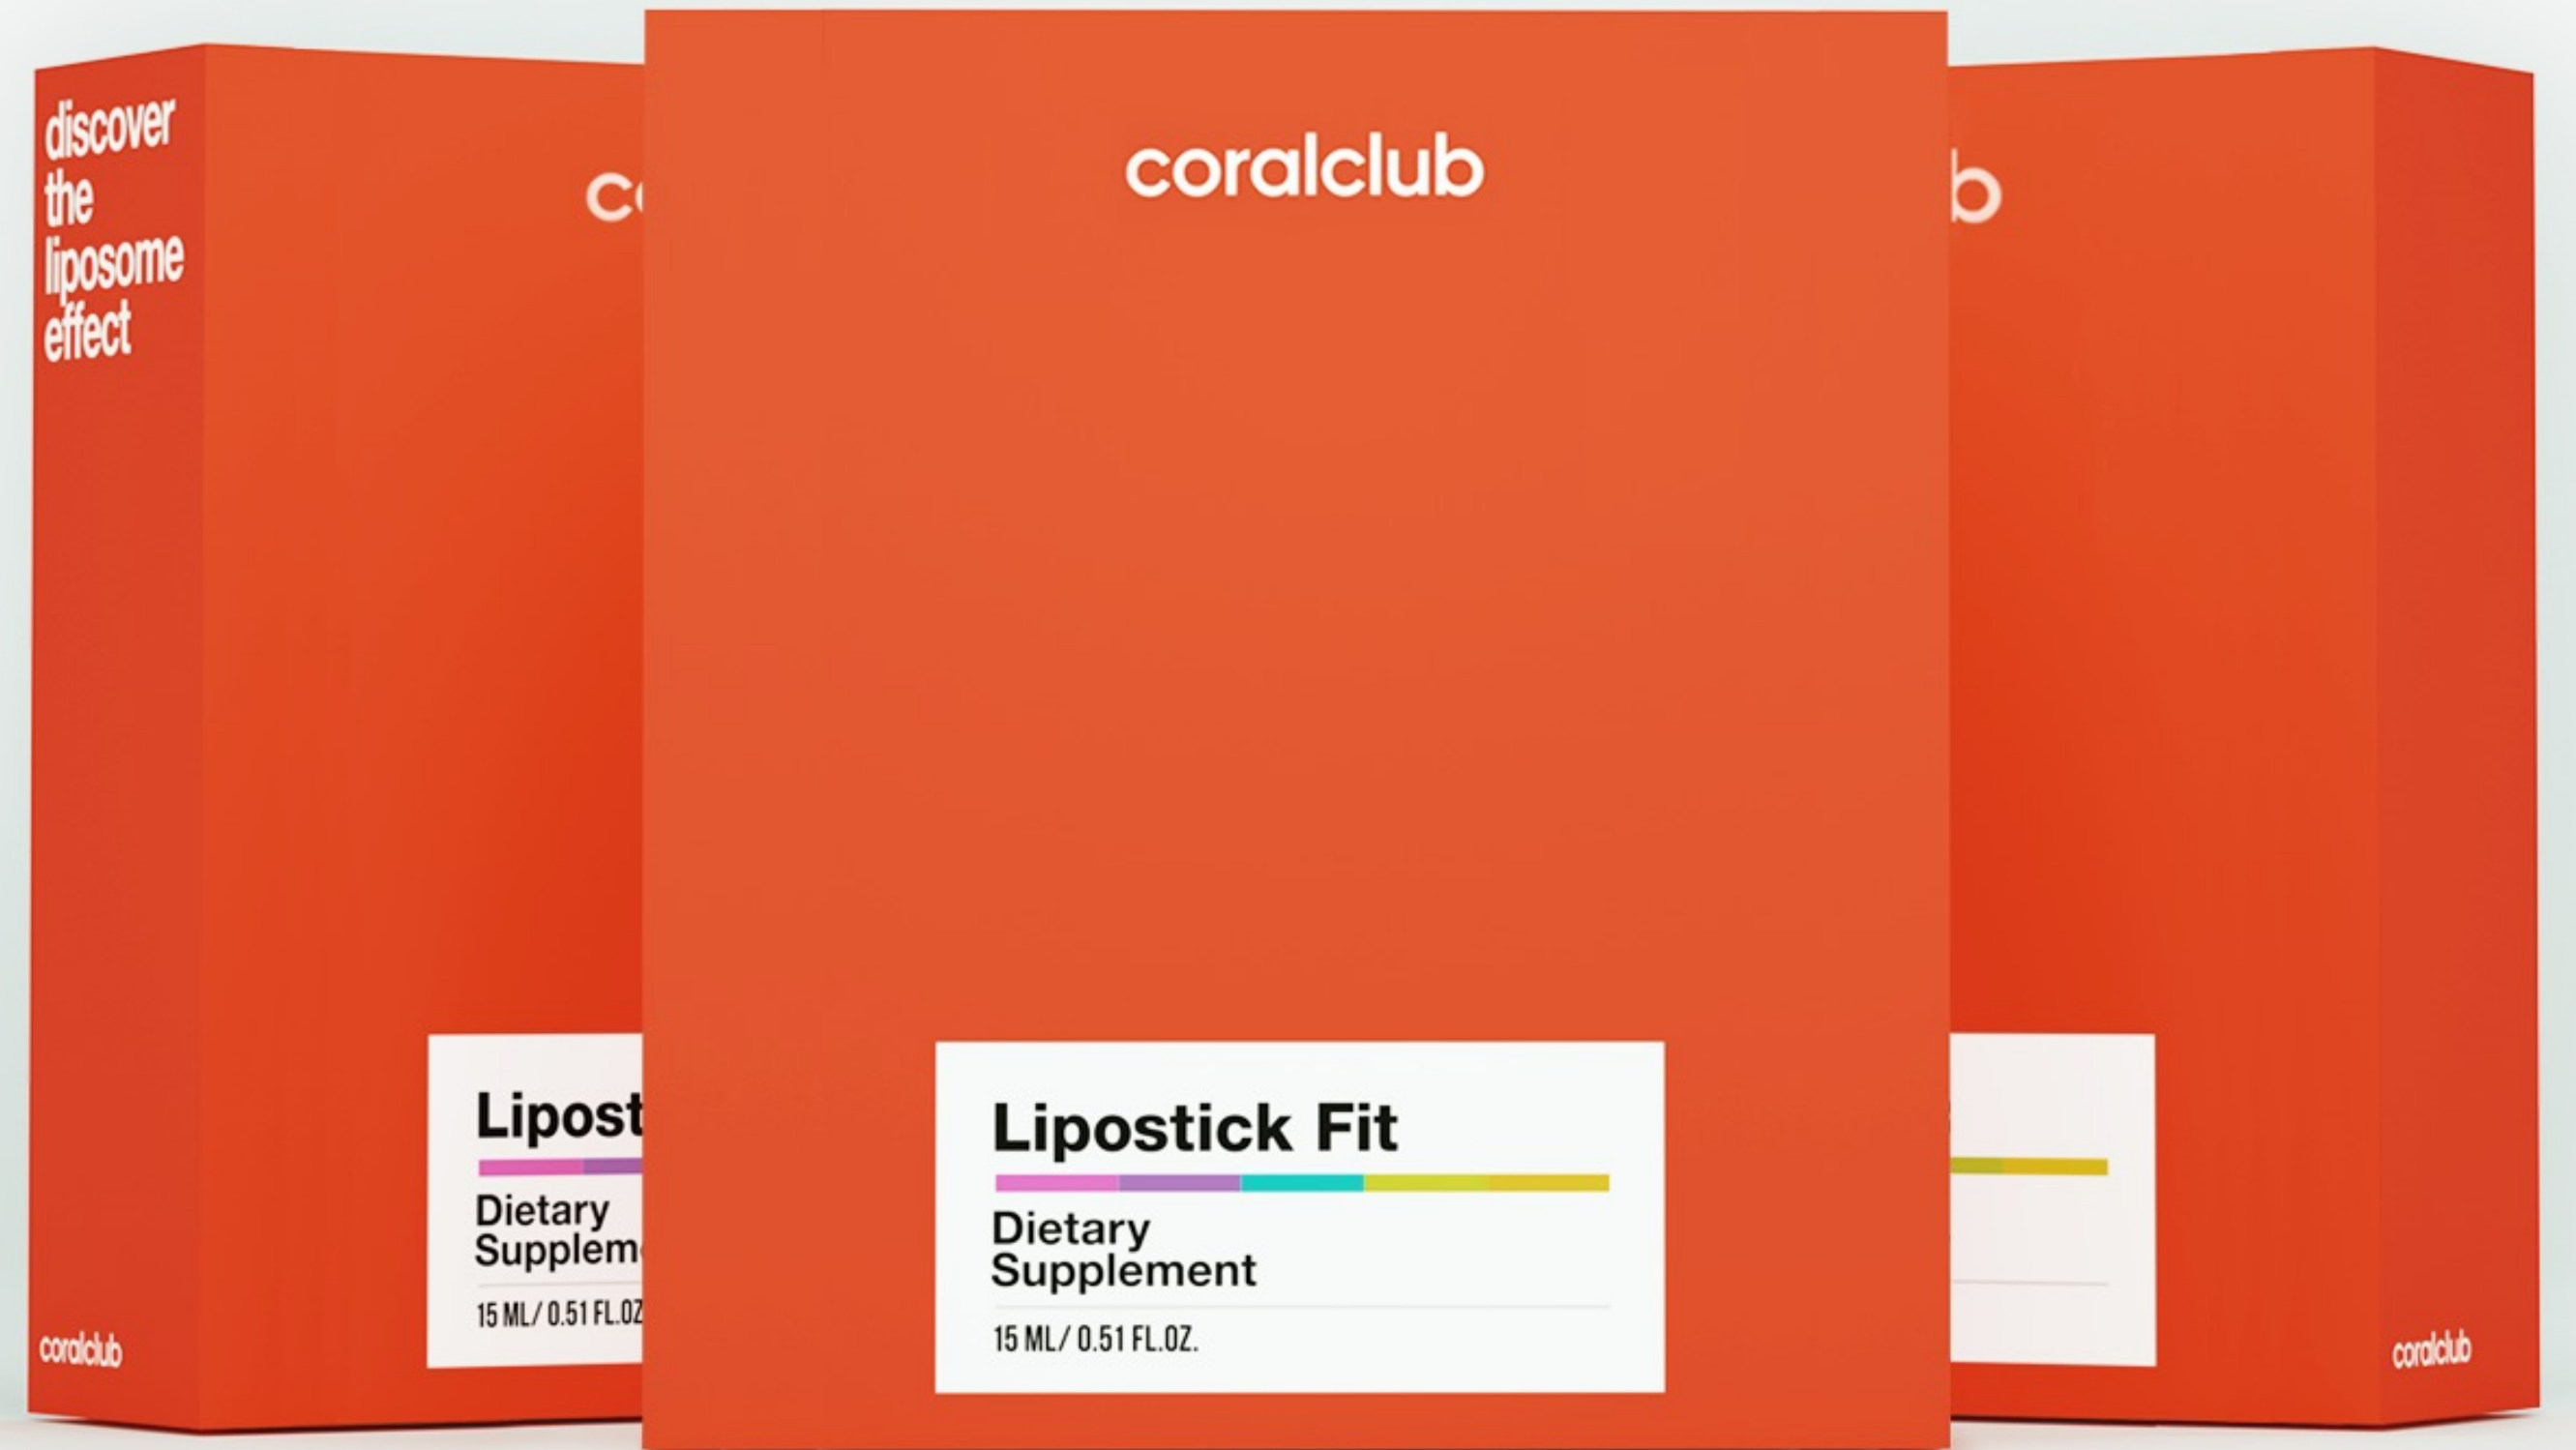 discover
the
liposome
effect
co
coralclub
b
Lipost
Dietary
Supplem
15 ML/ 0.51 FL.OZ
coralclub
Lipostick Fit
Dietary
Supplement
15 ML/ 0.51 FL.OZ.
coralclub